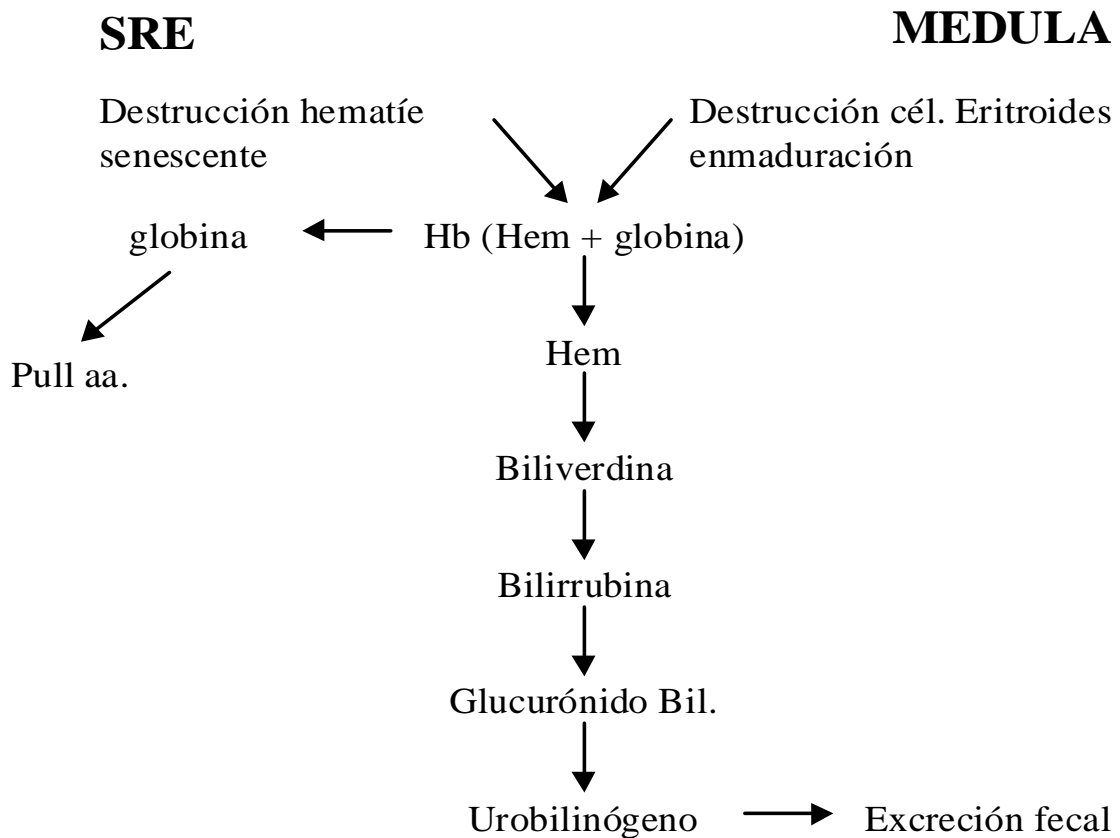 SRE
MEDULA
Destrucción hematíe
senescente
Destrucción cél. Eritroides
enmaduración
globina
Hb (Hem + globina)
Pull aa.
Hem
Biliverdina
Bilirrubina
Glucurónido Bil.
Urobilinógeno
Excreción fecal